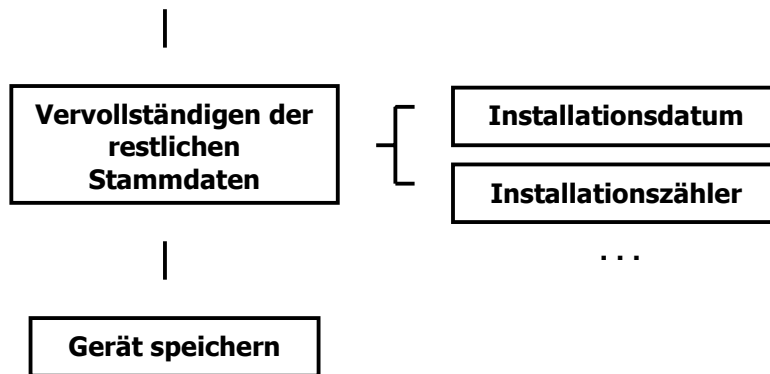 Vervollständigen der
restlichen
Stammdaten
Installationsdatum
Installationszähler
. . .
Gerät speichern